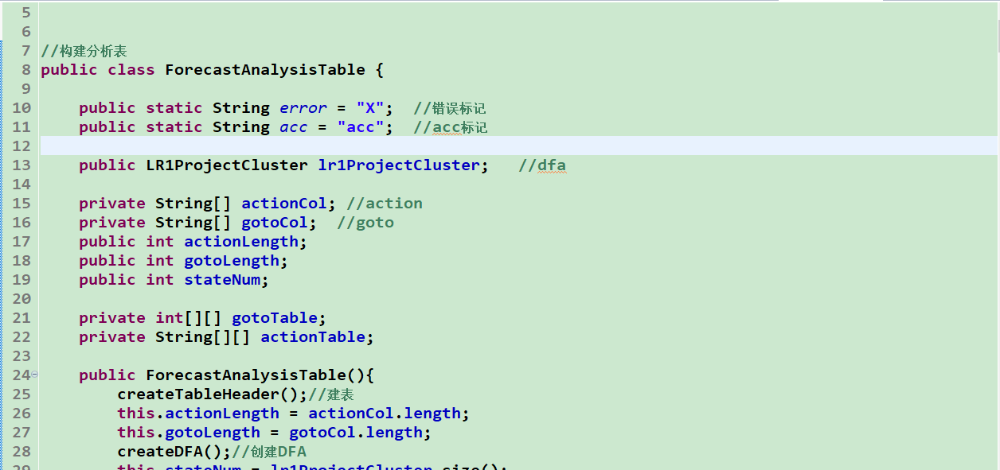 5
6
7 //构建分析表
8 public class ForecastAnalysisTable {
9
10 public static String error = "X"; //错误标记
11 public static String acc = "acc"; //acc标记
12
13 public LR1ProjectCluster lr1ProjectCluster; //dfa
14
15 private String[] actionCol; //action
16 private String[] gotoCol; //goto
17 public int actionLength;
18 public int gotoLength;
19 public int stateNum;
20
21 private int[][] gotoTable;
22 private String[][] actionTable;
23
24 public ForecastAnalysisTable(){
25 createTableHeader();//建表
26 this.actionLength = actionCol.length;
27 this.gotoLength = gotoCol.length;
28 createDFA();//创建DFA
29 this.stateNum = lr1ProjectCluster.size();